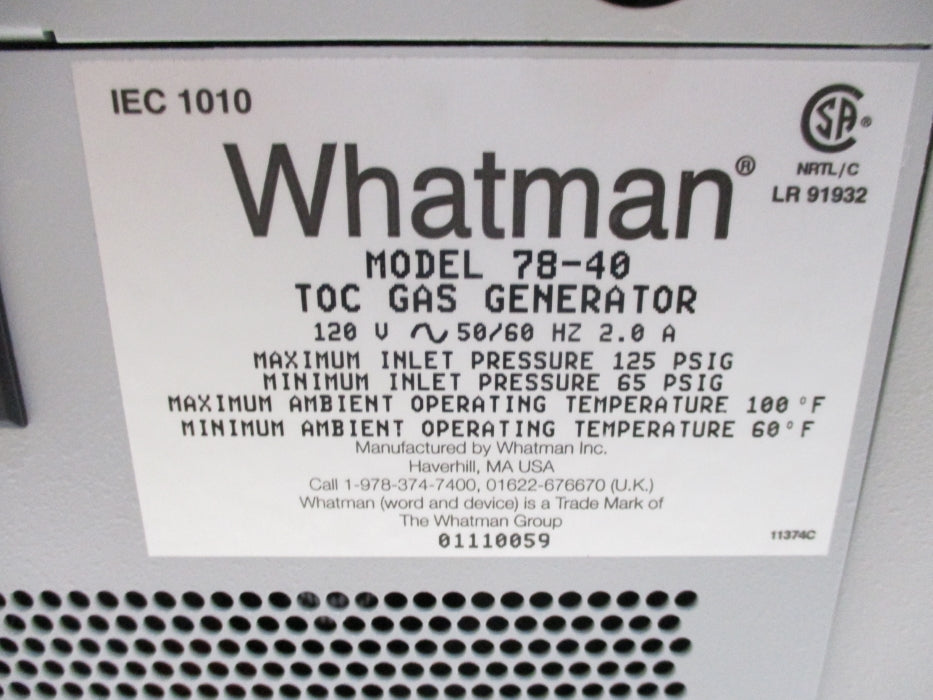 IEC 1010
SA®
NRTL/C
LR 91932
Whatman®
MODEL 78-40
TOC GAS GENERATOR
120 V ∿ 50/60 HZ 2.0 A
MAXIMUM INLET PRESSURE 125 PSIG
MINIMUM INLET PRESSURE 65 PSIG
MAXIMUM AMBIENT OPERATING TEMPERATURE 100 °F
MINIMUM AMBIENT OPERATING TEMPERATURE 60 °F
Manufactured by Whatman Inc.
Haverhill, MA USA
Call 1-978-374-7400, 01622-676670 (U.K.)
Whatman (word and device) is a Trade Mark of
The Whatman Group
01110059
11374C